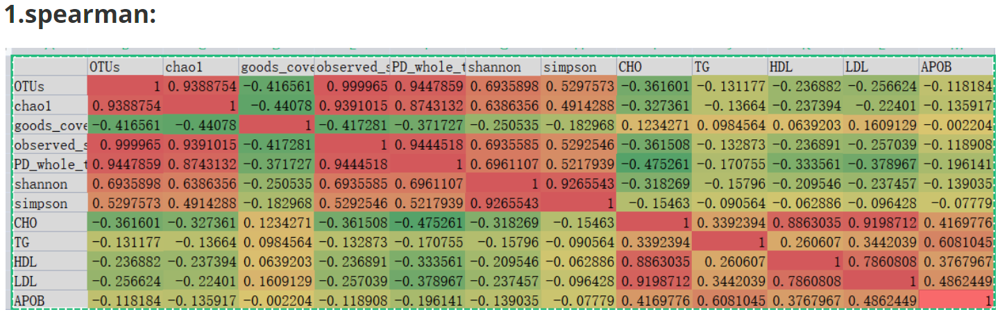 1.spearman:
OTUs chao1 goods_cove observed_s PD_whole_t shannon simpson CHO TG HDL LDL APOB
OTUs 1 0.9388754 -0.416561 0.999965 0.9447859 0.6935898 0.5297573 -0.361601 -0.131177 -0.236882 -0.256624 -0.118184
chao1 0.9388754 1 -0.44078 0.9391015 0.8743132 0.6386356 0.4914288 -0.327361 -0.13664 -0.237394 -0.22401 -0.135917
goods_cove -0.416561 -0.44078 1 -0.417281 -0.371727 -0.250535 -0.182968 0.1234271 0.0984564 0.0639203 0.1609129 -0.002204
observed_s 0.999965 0.9391015 -0.417281 1 0.9444518 0.6935585 0.5292546 -0.361508 -0.132873 -0.236891 -0.257039 -0.118908
PD_whole_t 0.9447859 0.8743132 -0.371727 0.9444518 1 0.6961107 0.5217939 -0.475261 -0.170755 -0.333561 -0.378967 -0.196141
shannon 0.6935898 0.6386356 -0.250535 0.6935585 0.6961107 1 0.9265543 -0.318269 -0.15796 -0.209546 -0.237457 -0.139035
simpson 0.5297573 0.4914288 -0.182968 0.5292546 0.5217939 0.9265543 1 -0.15463 -0.090564 -0.062886 -0.096428 -0.07779
CHO -0.361601 -0.327361 0.1234271 -0.361508 -0.475261 -0.318269 -0.15463 1 0.3392394 0.8863035 0.9198712 0.4169776
TG -0.131177 -0.13664 0.0984564 -0.132873 -0.170755 -0.15796 -0.090564 0.3392394 1 0.260607 0.3442039 0.6081045
HDL -0.236882 -0.237394 0.0639203 -0.236891 -0.333561 -0.209546 -0.062886 0.8863035 0.260607 1 0.7860808 0.3767967
LDL -0.256624 -0.22401 0.1609129 -0.257039 -0.378967 -0.237457 -0.096428 0.9198712 0.3442039 0.7860808 1 0.4862449
APOB -0.118184 -0.135917 -0.002204 -0.118908 -0.196141 -0.139035 -0.07779 0.4169776 0.6081045 0.3767967 0.4862449 1